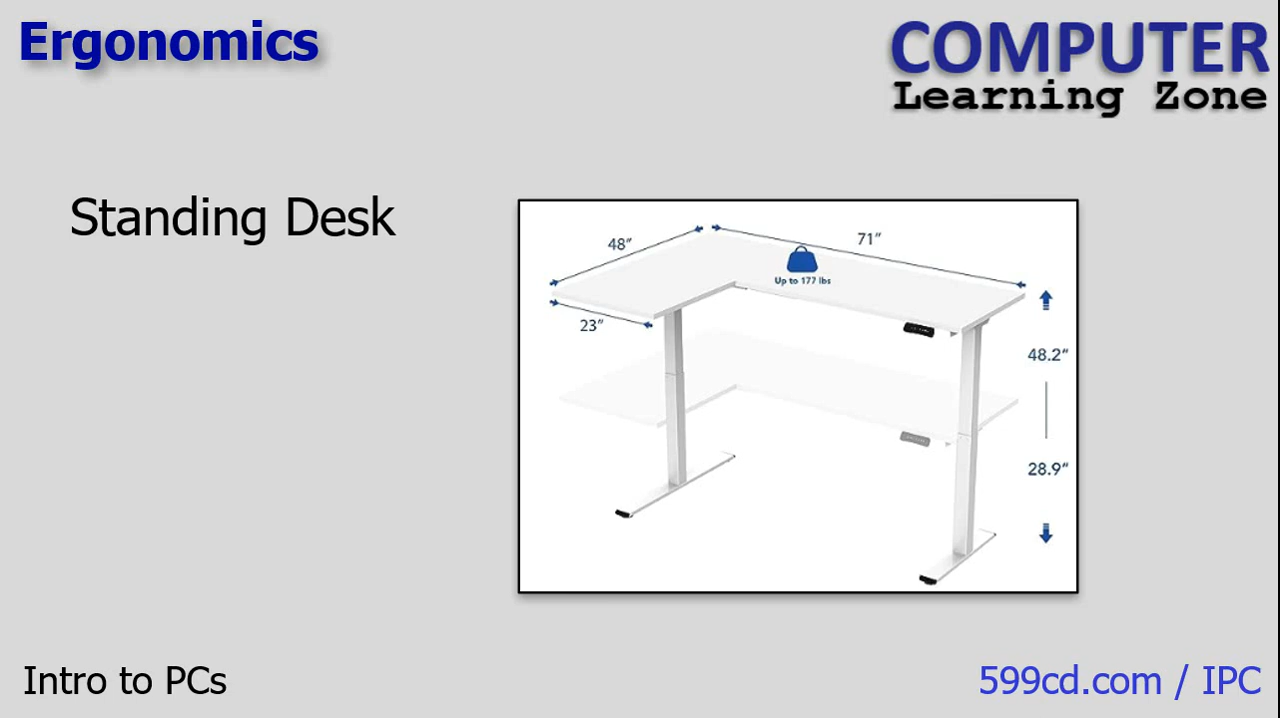 Ergonomics
COMPUTER
Learning Zone
Standing Desk
48"
71"
Up to 177 lbs
23"
48.2"
28.9"
Intro to PCs
599cd.com / IPC